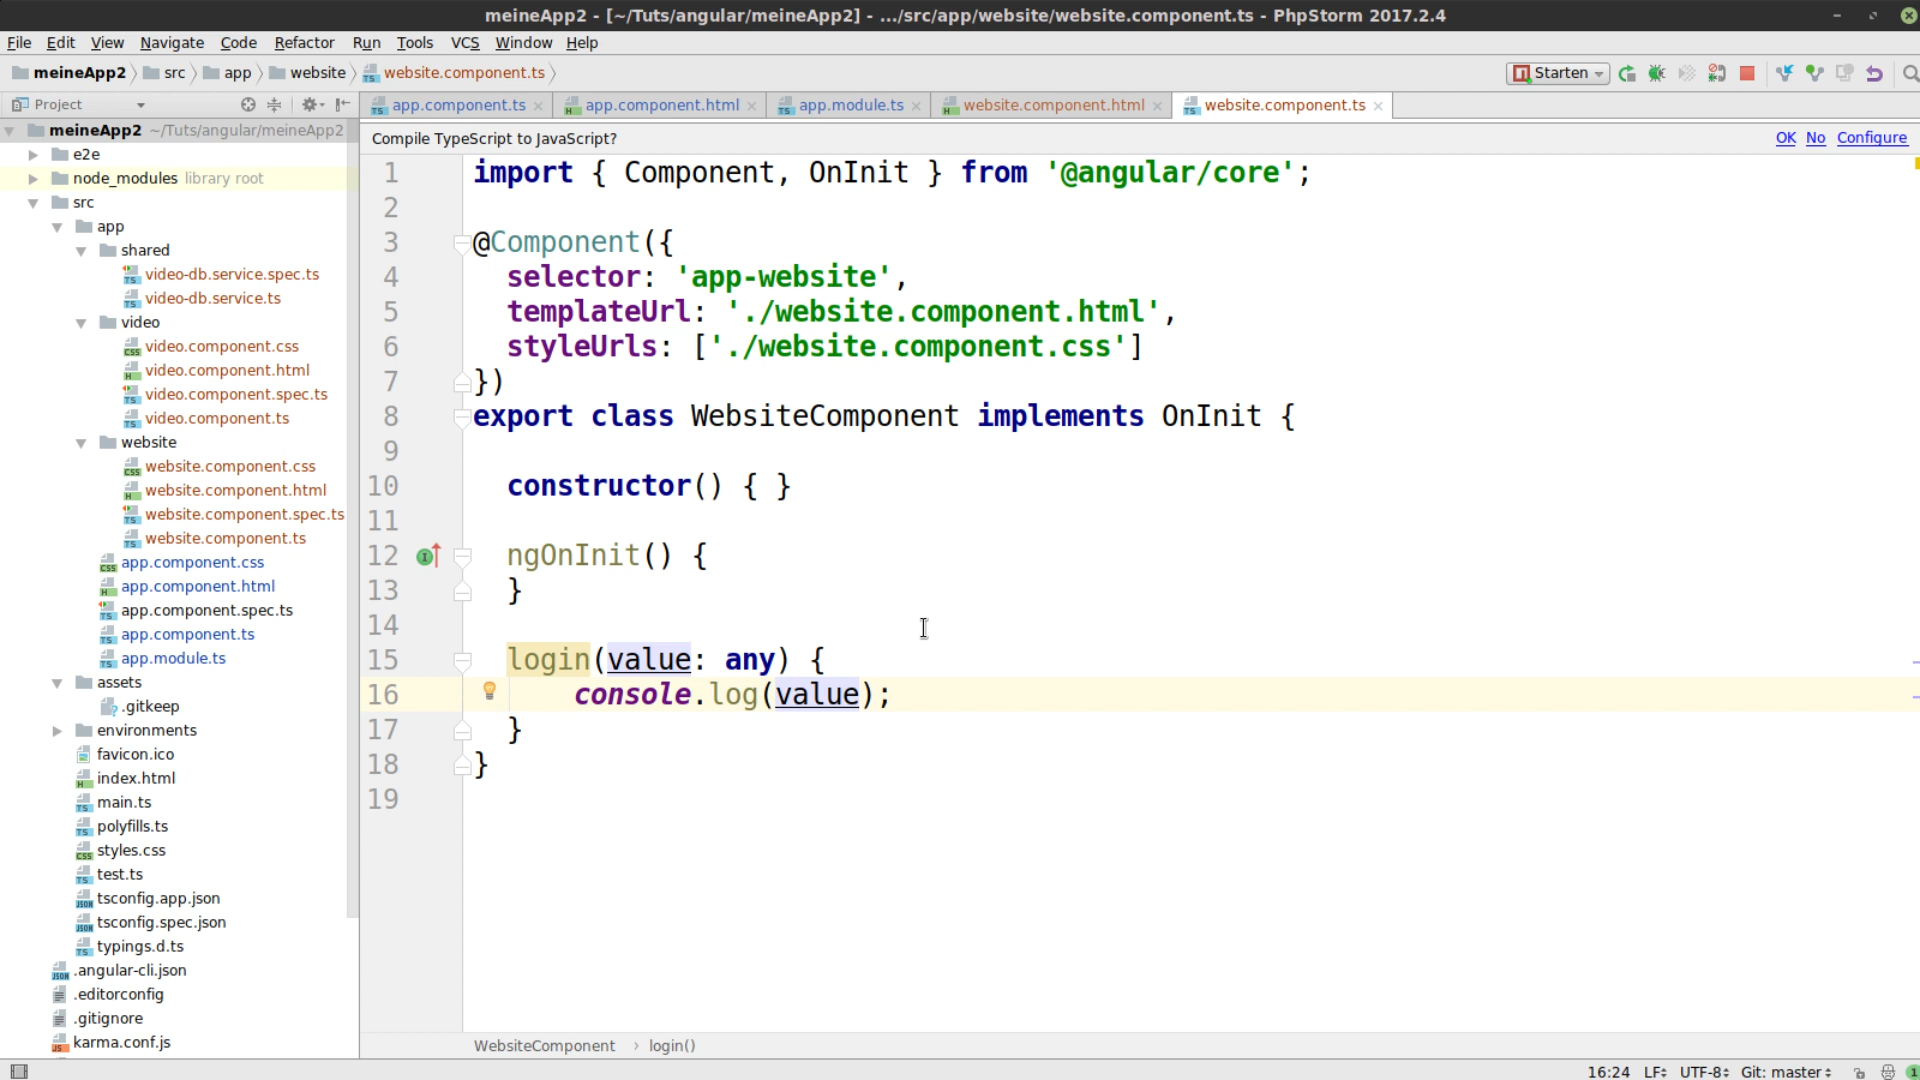 meineApp2 - [~/Tuts/angular/meineApp2] - .../src/app/website/website.component.ts - PhpStorm 2017.2.4
File Edit View Navigate Code Refactor Run Tools VCS Window Help
meineApp2 src app website website.component.ts Starten
Project app.component.ts app.component.html app.module.ts website.component.html website.component.ts
meineApp2 ~/Tuts/angular/meineApp2
e2e
node_modules library root
src
app
shared
video-db.service.spec.ts
video-db.service.ts
video
video.component.css
video.component.html
video.component.spec.ts
video.component.ts
website
website.component.css
website.component.html
website.component.spec.ts
website.component.ts
app.component.css
app.component.html
app.component.spec.ts
app.component.ts
app.module.ts
assets
.gitkeep
environments
favicon.ico
index.html
main.ts
polyfills.ts
styles.css
test.ts
tsconfig.app.json
tsconfig.spec.json
typings.d.ts
.angular-cli.json
.editorconfig
.gitignore
karma.conf.js
Compile TypeScript to JavaScript? OK No Configure
1 import { Component, OnInit } from '@angular/core';
2
3 @Component({
4 selector: 'app-website',
5 templateUrl: './website.component.html',
6 styleUrls: ['./website.component.css']
7 })
8 export class WebsiteComponent implements OnInit {
9
10 constructor() { }
11
12 ngOnInit() {
13 }
14
15 login(value: any) {
16 console.log(value);
17 }
18 }
19
WebsiteComponent › login()
16:24 LF UTF-8 Git: master 1